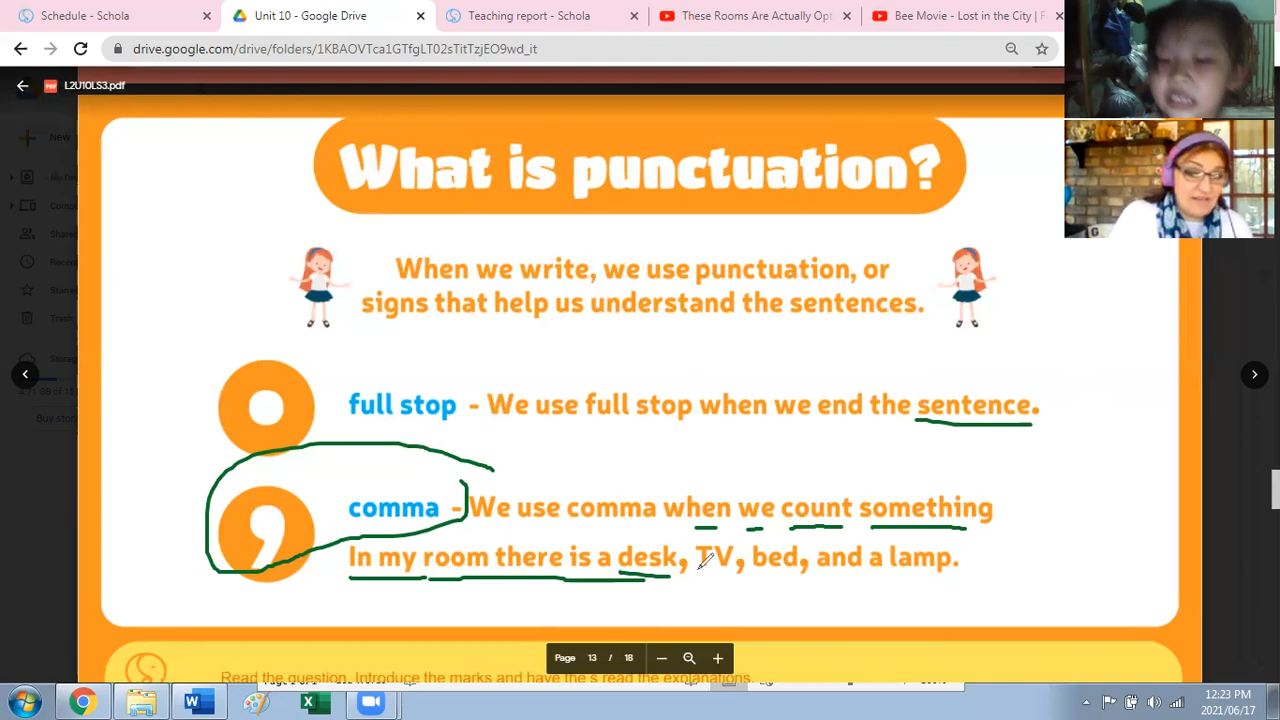 Schedule - Schola
Unit 10 - Google Drive
Teaching report - Schola
These Rooms Are Actually Op
Bee Movie - Lost in the City | F
drive.google.com/drive/folders/1KBAOVTca1GTfgLT02sTitTzjEO9wd_it
L2U10LS3.pdf
New
What is punctuation?
When we write, we use punctuation, or
signs that help us understand the sentences.
full stop - We use full stop when we end the sentence.
,
comma - We use comma when we count something
In my room there is a desk, TV, bed, and a lamp.
Page 13 / 18
Read the question. Introduce the marks and have the s read the explanations.
12:23 PM
2021/06/17